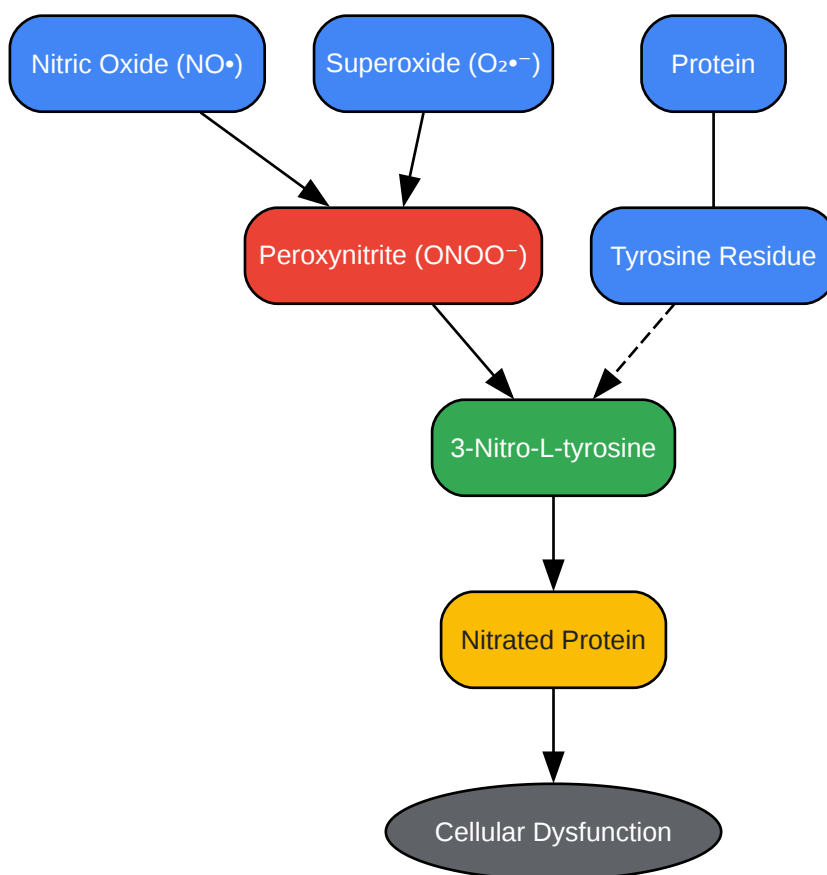 Nitric Oxide (NO•)
Superoxide (O₂•⁻)
Protein
Peroxynitrite (ONOO⁻)
Tyrosine Residue
3-Nitro-L-tyrosine
Nitrated Protein
Cellular Dysfunction